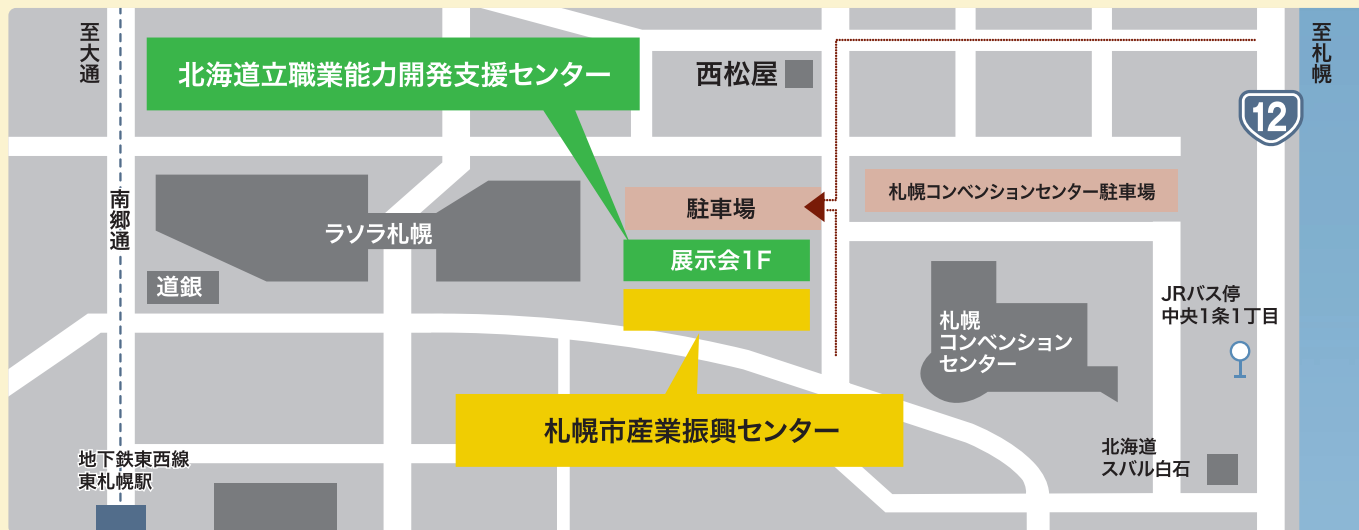 至大通
至札幌
北海道立職業能力開発支援センター
西松屋
12
南郷通
駐車場
札幌コンベンションセンター駐車場
ラソラ札幌
展示会1F
道銀
JRバス停
中央1条1丁目
札幌
コンベンション
センター
札幌市産業振興センター
北海道
スバル白石
地下鉄東西線
東札幌駅